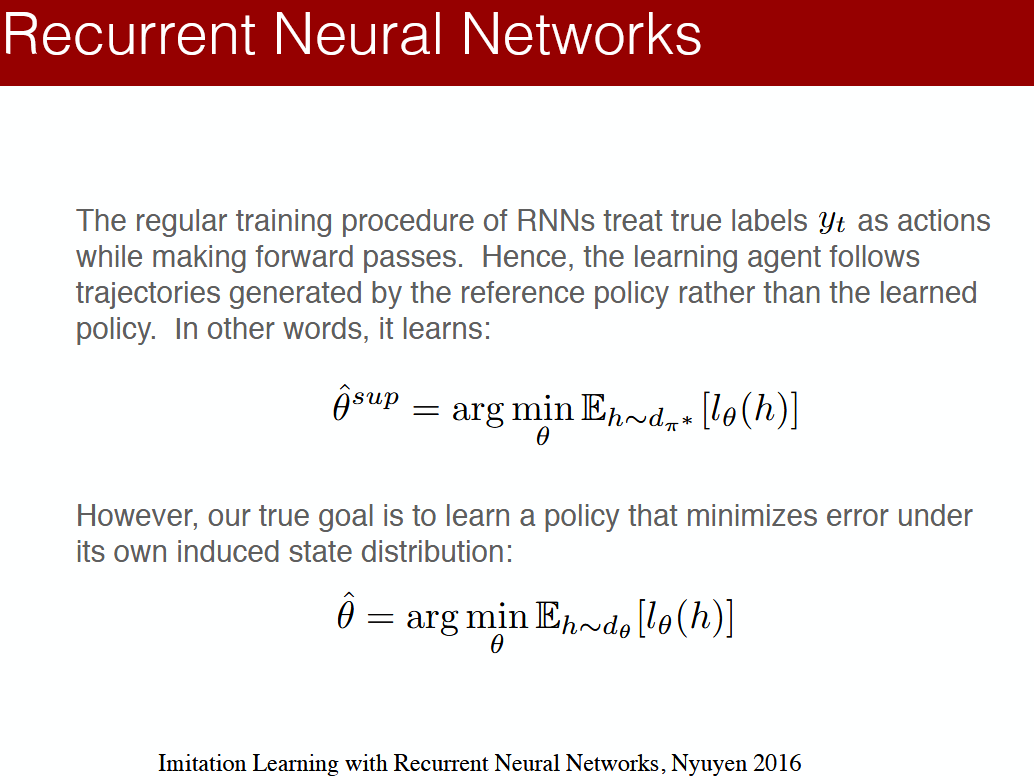 Recurrent Neural Networks
The regular training procedure of RNNs treat true labels $y_t$ as actions
while making forward passes. Hence, the learning agent follows
trajectories generated by the reference policy rather than the learned
policy. In other words, it learns:
$\hat{\theta}^{sup} = \arg\min_{\theta} \mathbb{E}_{h \sim d_{\pi^*}}[l_{\theta}(h)]$
However, our true goal is to learn a policy that minimizes error under
its own induced state distribution:
$\hat{\theta} = \arg\min_{\theta} \mathbb{E}_{h \sim d_{\theta}}[l_{\theta}(h)]$
Imitation Learning with Recurrent Neural Networks, Nyuyen 2016